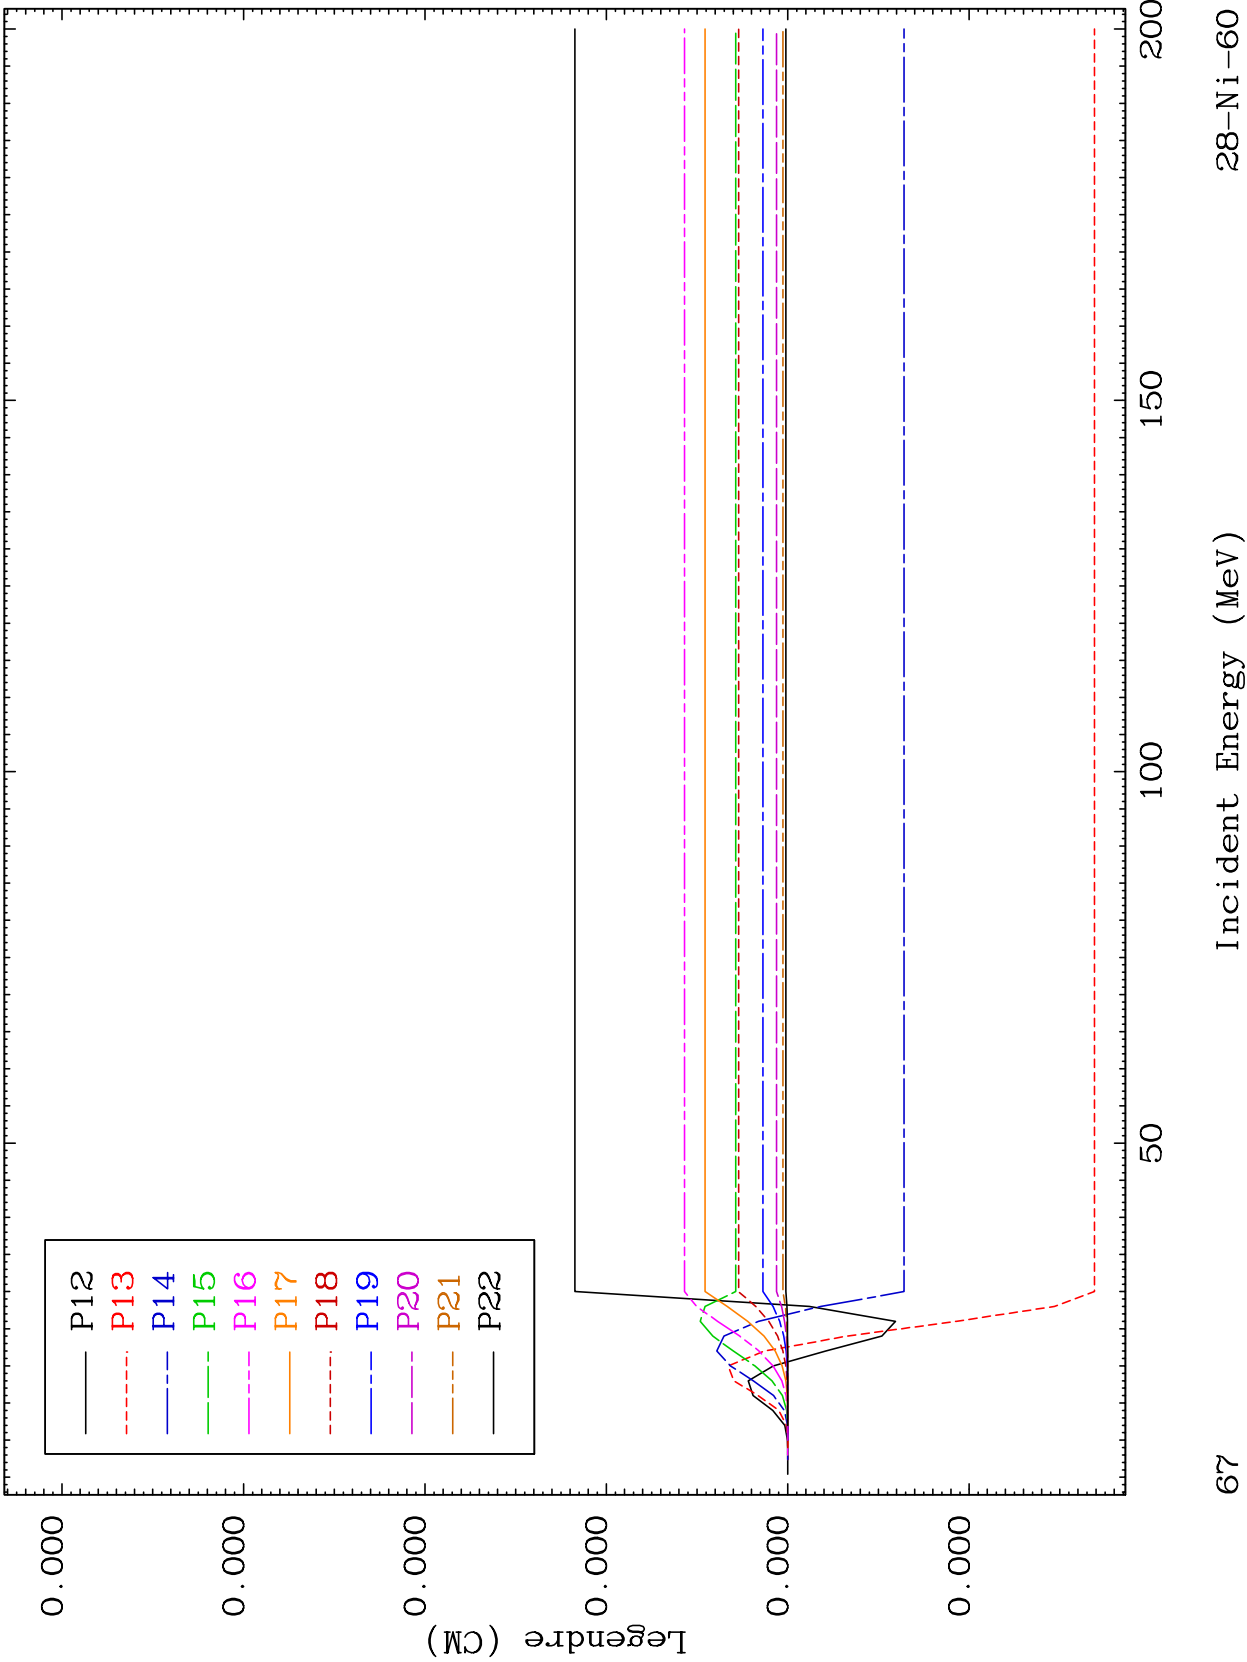 P12
P13
P14
P15
P16
P17
P18
P19
P20
P21
P22
0.000
0.000
0.000
0.000
0.000
0.000
Legendre (CM)
50
100
150
200
67
Incident Energy (MeV)
28-Ni-60